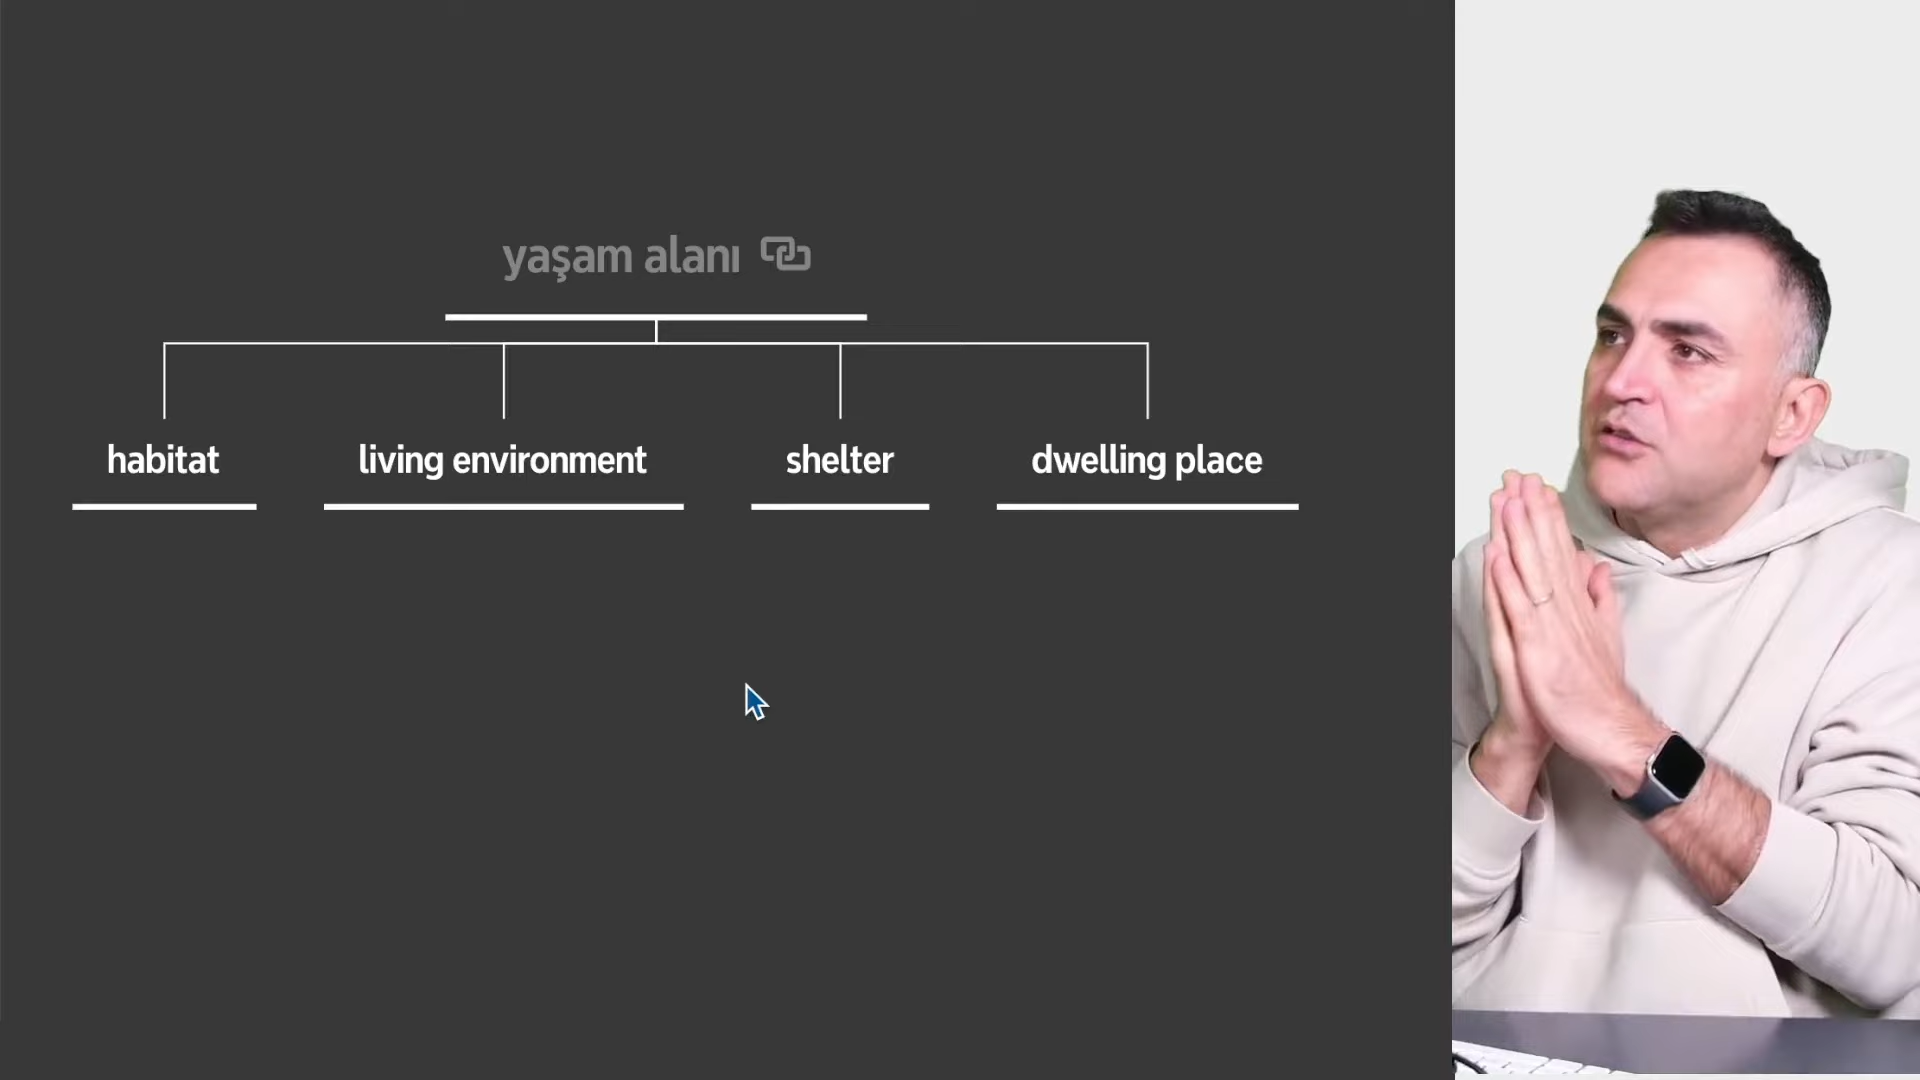 yaşam alanı
habitat
living environment
shelter
dwelling place